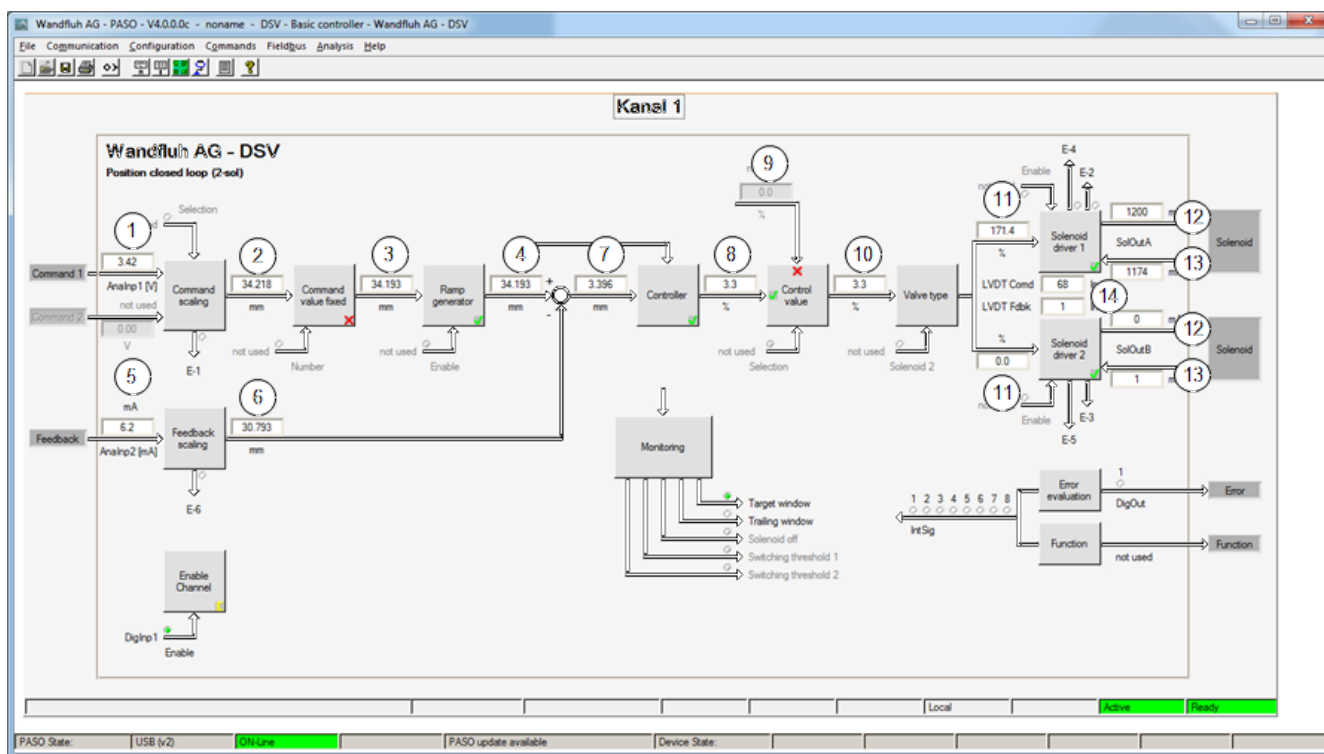 Wandfluh AG - PASO - V4.0.0.0c - noname - DSV - Basic controller - Wandfluh AG - DSV
File Communication Configuration Commands Fieldbus Analysis Help
Kanal 1
Wandfluh AG - DSV
Position closed loop (2-sol)
Selection
1
3.42
AnaInp1 [V]
Command 1
not used
Command 2
0.00
V
Command scaling
E-1
2
34.218
mm
Command value fixed
not used
Number
3
34.193
mm
Ramp generator
not used
Enable
4
34.193
mm
+
-
7
3.396
mm
Controller
8
3.3
%
9
0.0
%
Control value
not used
Selection
10
3.3
%
Valve type
not used
Solenoid 2
E-4
E-2
Enable
11
171.4
%
Solenoid driver 1
1200
12
SolOutA
Solenoid
13
1174
LVDT Comd
68
14
LVDT Fdbk
1
%
0.0
Solenoid driver 2
0
12
SolOutB
Solenoid
13
1
11
Enable
E-3
E-5
5
mA
6.2
AnaInp2 [mA]
Feedback
Feedback scaling
E-6
6
30.793
mm
Monitoring
Target window
Trailing window
Solenoid off
Switching threshold 1
Switching threshold 2
1 2 3 4 5 6 7 8
IntSig
Error evaluation
1
DigOut
Error
Function
not used
Function
Enable Channel
DigInp1
Enable
Local
Active
Ready
PASO State:
USB (v2)
ON-Line
PASO update available
Device State: